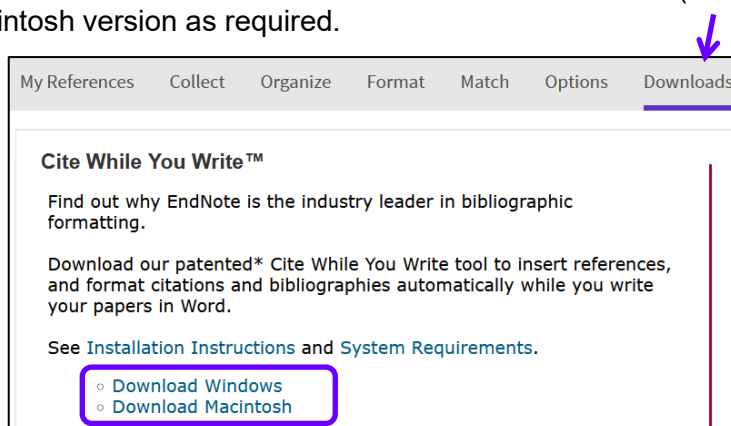 intosh version as required.
My References Collect Organize Format Match Options Downloads
Cite While You Write™
Find out why EndNote is the industry leader in bibliographic
formatting.
Download our patented* Cite While You Write tool to insert references,
and format citations and bibliographies automatically while you write
your papers in Word.
See Installation Instructions and System Requirements.
◦ Download Windows
◦ Download Macintosh